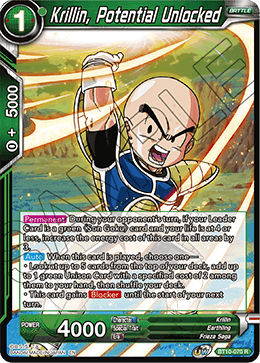 1
Krillin, Potential Unlocked
BATTLE
0 + 5000
Permanent During your opponent's turn, if your Leader
Card is a green ‹Son Goku› card and your life is at 4 or
less, increase the energy cost of this card in all areas
by 3.
Auto When this card is played, choose one—
• Look at up to 5 cards from the top of your deck, add up
to 1 green Unison Card with a specified cost of 2 among
them to your hand, then shuffle your deck.
• This card gains Blocker until the start of your next
turn.
POWER
4000
Character
Krillin
Special Trait
Earthling
Era
Frieza Saga
BT10-070 R